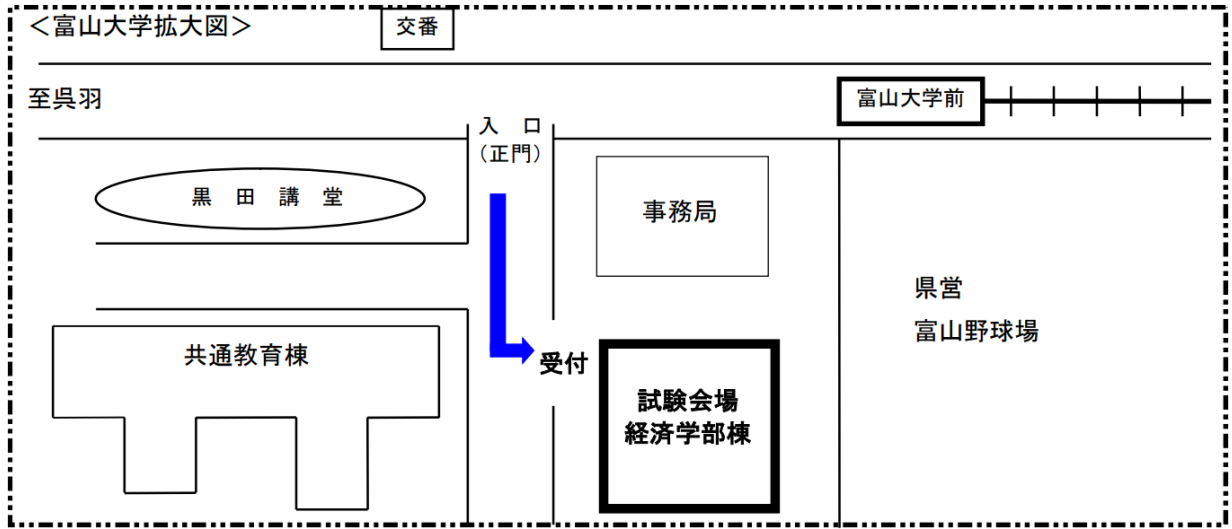 ＜富山大学拡大図＞
交番
至呉羽
富山大学前
入　口
（正門）
黒　田　講　堂
事務局
県営
富山野球場
共通教育棟
受付
試験会場
経済学部棟